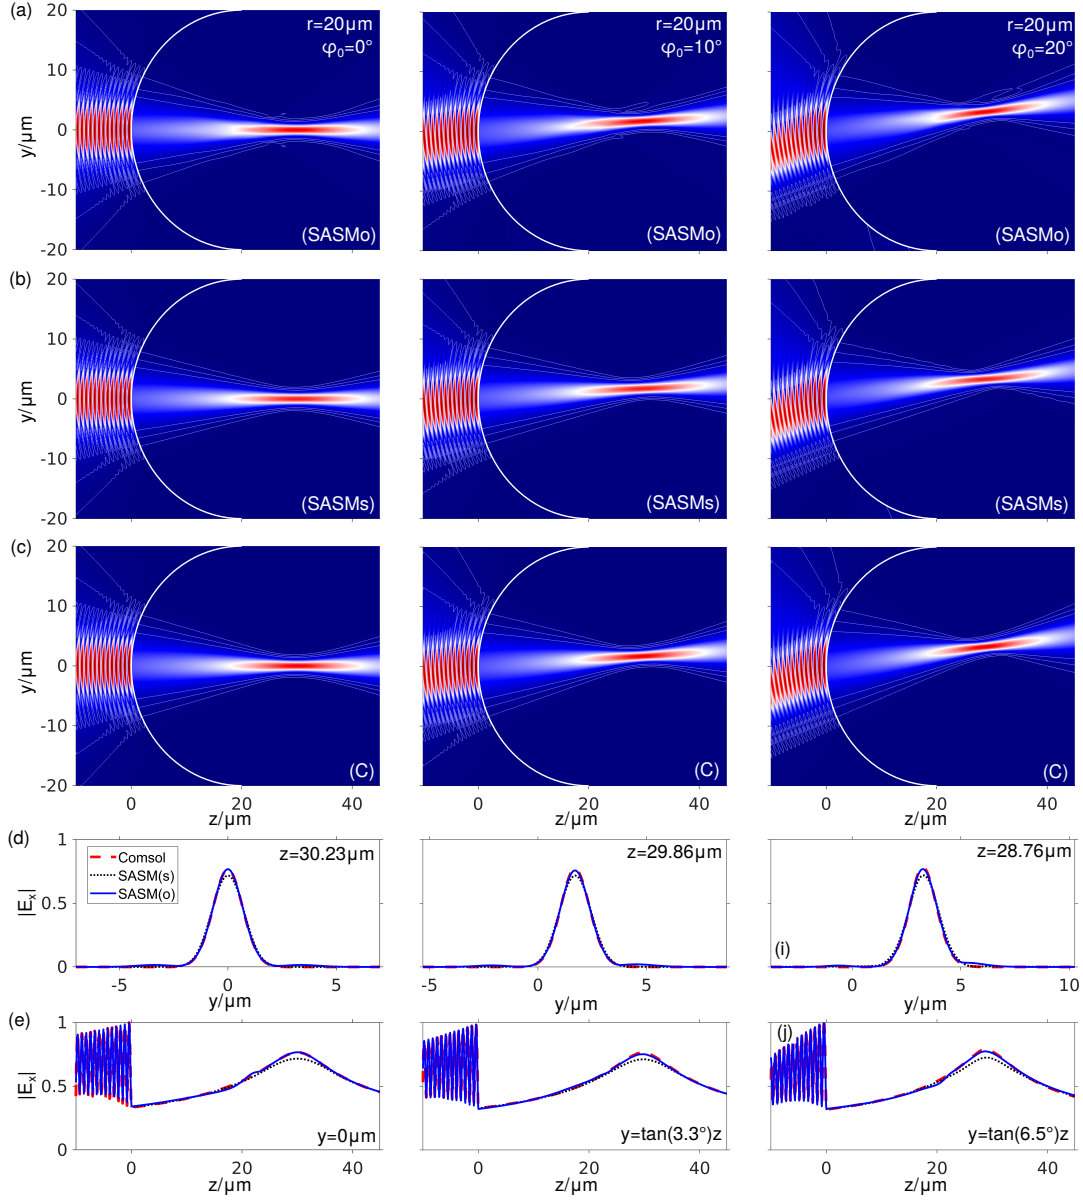 (a)
20
10
0
-10
-20
y/μm
r=20μm
φ₀=0°
(SASMo)
r=20μm
φ₀=10°
(SASMo)
r=20μm
φ₀=20°
(SASMo)
(b)
20
10
0
-10
-20
y/μm
(SASMs)
(SASMs)
(SASMs)
(c)
20
10
0
-10
-20
y/μm
(C)
(C)
(C)
0 20 40
z/μm
0 20 40
z/μm
0 20 40
z/μm
(d)
1
0.5
0
|Eₓ|
Comsol
SASM(s)
SASM(o)
z=30.23μm
z=29.86μm
z=28.76μm
(i)
-5 0 5
y/μm
-5 0 5
y/μm
0 5 10
y/μm
(e)
1
0.5
0
|Eₓ|
y=0μm
y=tan(3.3°)z
(j)
y=tan(6.5°)z
0 20 40
z/μm
0 20 40
z/μm
0 20 40
z/μm